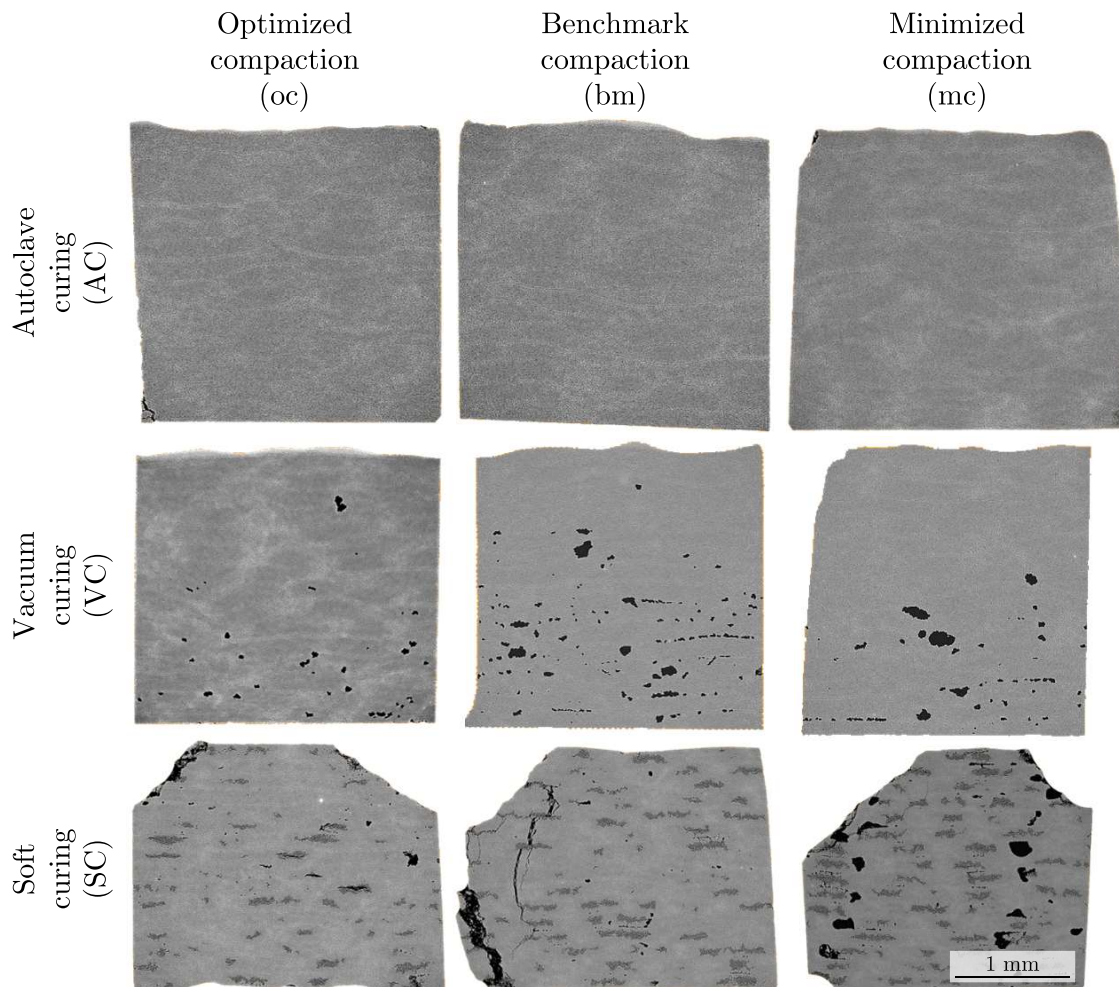 Optimized
compaction
(oc)
Benchmark
compaction
(bm)
Minimized
compaction
(mc)
Autoclave
curing
(AC)
Vacuum
curing
(VC)
Soft
curing
(SC)
1 mm